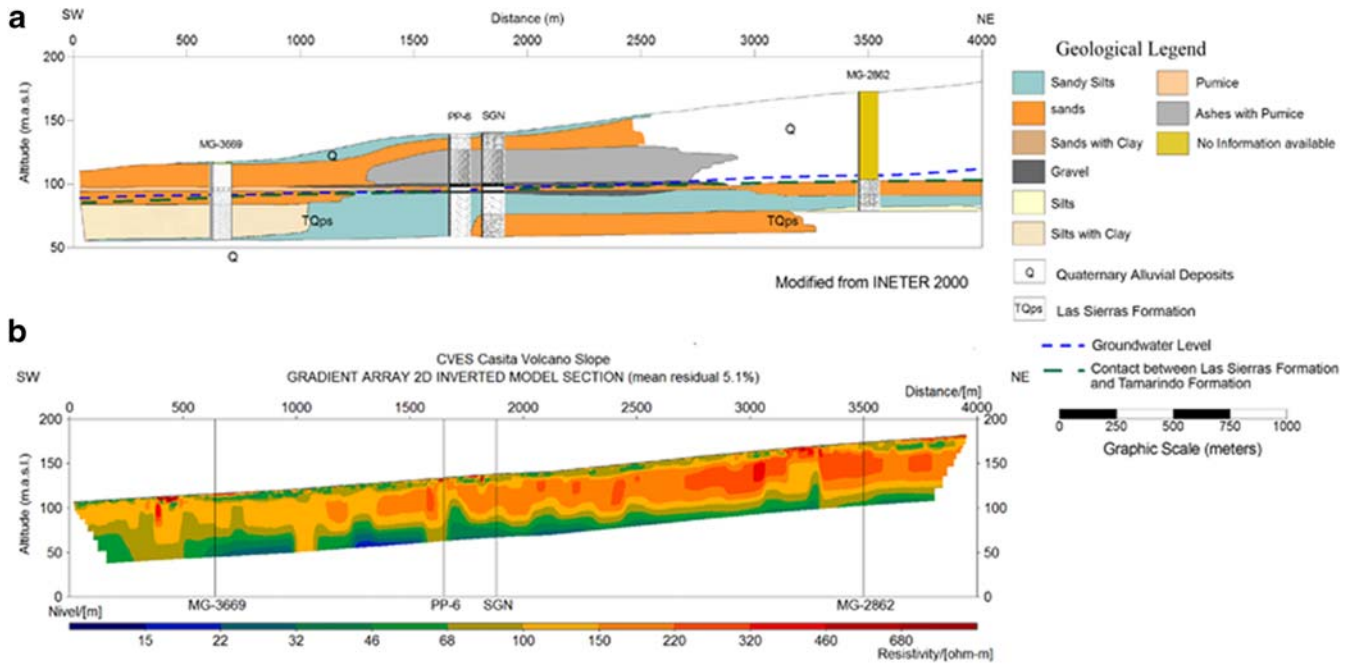 a
SW
Distance (m)
NE
0 500 1000 1500 2000 2500 3000 3500 4000
200
150
100
50
Altitude (m.a.s.l.)
MG-3669
PP-6
SGN
MG-2862
Q
Q
TQps
TQps
Q
Modified from INETER 2000
Geological Legend
Sandy Silts
sands
Sands with Clay
Gravel
Silts
Silts with Clay
Pumice
Ashes with Pumice
No Information available
Q Quaternary Alluvial Deposits
TQps Las Sierras Formation
Groundwater Level
Contact between Las Sierras Formation
and Tamarindo Formation
0 250 500 750 1000
Graphic Scale (meters)
b
CVES Casita Volcano Slope
SW
GRADIENT ARRAY 2D INVERTED MODEL SECTION (mean residual 5.1%)
NE
Distance/[m]
0 500 1000 1500 2000 2500 3000 3500 4000
200 200
150 150
100 100
50 50
0 0
Altitude (m.a.s.l.)
MG-3669 PP-6 SGN MG-2862
Nivel/[m]
15 22 32 46 68 100 150 220 320 460 680
Resistivity/[ohm-m]